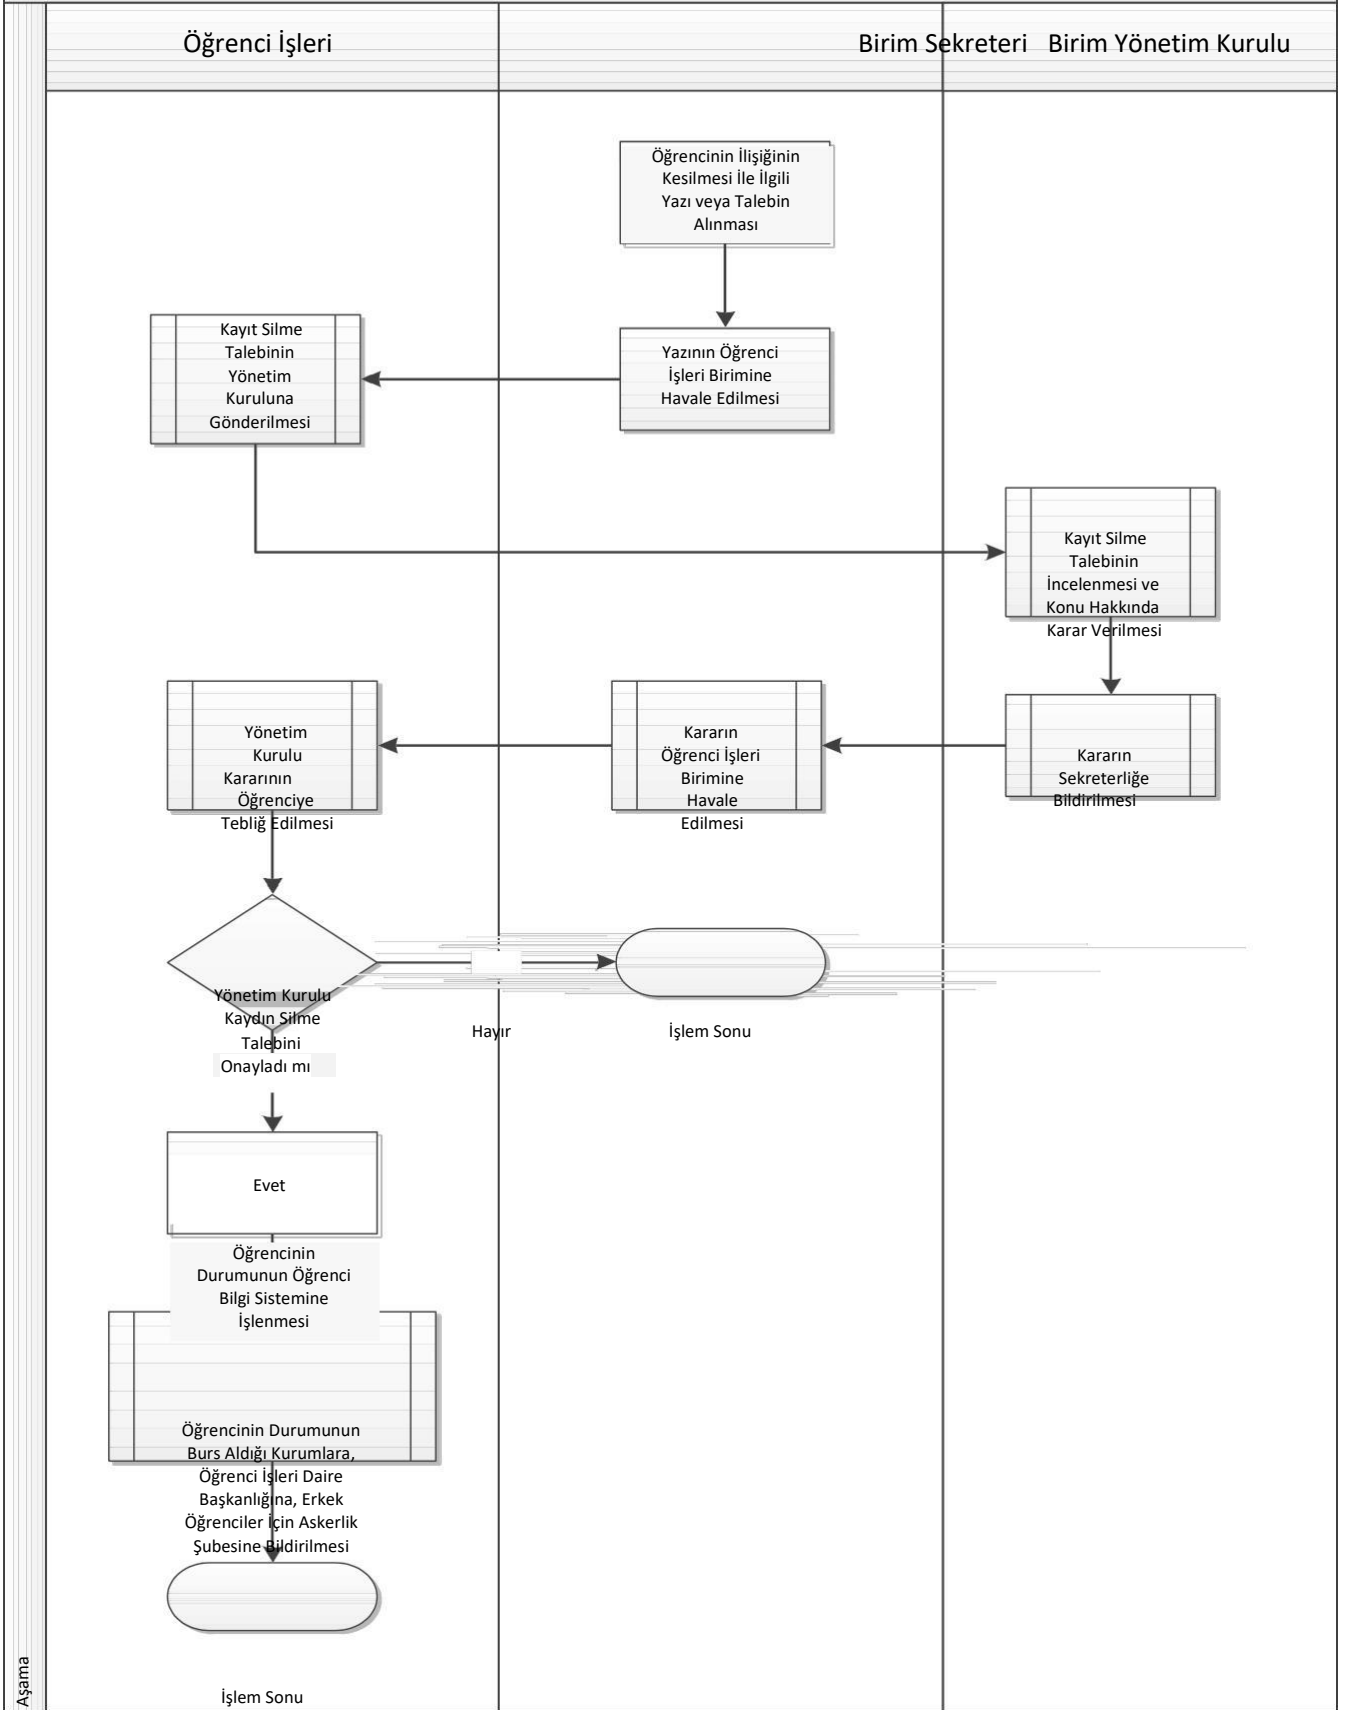 Öğrenci İşleri
Birim Sekreteri
Birim Yönetim Kurulu
Öğrencinin İlişiğinin
Kesilmesi İle İlgili
Yazı veya Talebin
Alınması
Kayıt Silme
Talebinin
Yönetim
Kuruluna
Gönderilmesi
Yazının Öğrenci
İşleri Birimine
Havale Edilmesi
Kayıt Silme
Talebinin
İncelenmesi ve
Konu Hakkında
Karar Verilmesi
Yönetim
Kurulu
Kararının
Öğrenciye
Tebliğ Edilmesi
Kararın
Öğrenci İşleri
Birimine
Havale
Edilmesi
Kararın
Sekreterliğe
Bildirilmesi
Yönetim Kurulu
Kaydın Silme
Talebini
Onayladı mı
Hayır
İşlem Sonu
Evet
Öğrencinin
Durumunun Öğrenci
Bilgi Sistemine
İşlenmesi
Öğrencinin Durumunun
Burs Aldığı Kurumlara,
Öğrenci İşleri Daire
Başkanlığına, Erkek
Öğrenciler İçin Askerlik
Şubesine Bildirilmesi
İşlem Sonu
Aşama